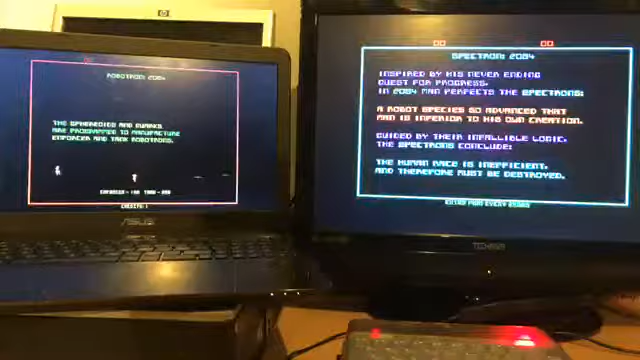 ROBOTRON: 2084
THE SPHEREOIDS AND QUARKS
ARE PROGRAMMED TO MANUFACTURE
ENFORCER AND TANK ROBOTRONS.
ASUS
SPECTRON: 2084
INSPIRED BY HIS NEVER ENDING
QUEST FOR PROGRESS,
IN 2084 MAN PERFECTS THE SPECTRONS:
A ROBOT SPECIES SO ADVANCED THAT
MAN IS INFERIOR TO HIS OWN CREATION.
GUIDED BY THEIR INFALLIBLE LOGIC,
THE SPECTRONS CONCLUDE:
THE HUMAN RACE IS INEFFICIENT,
AND THEREFORE MUST BE DESTROYED.
hp